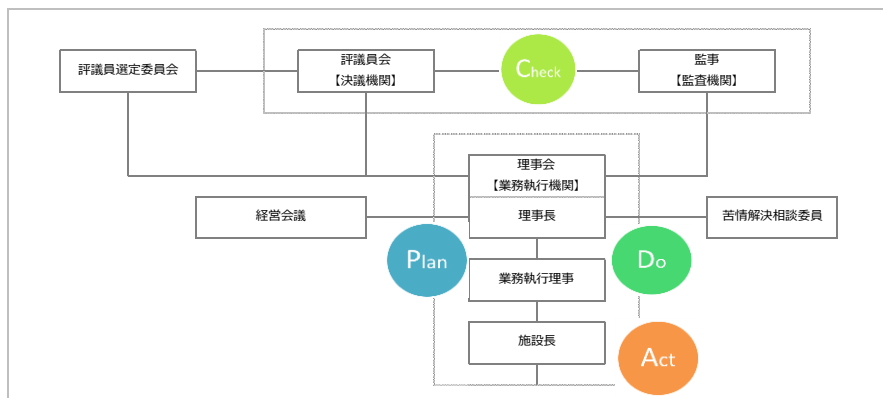 評議員選定委員会
評議員会
【決議機関】
Check
監事
【監査機関】
理事会
【業務執行機関】
経営会議
理事長
苦情解決相談委員
Plan
業務執行理事
Do
施設長
Act